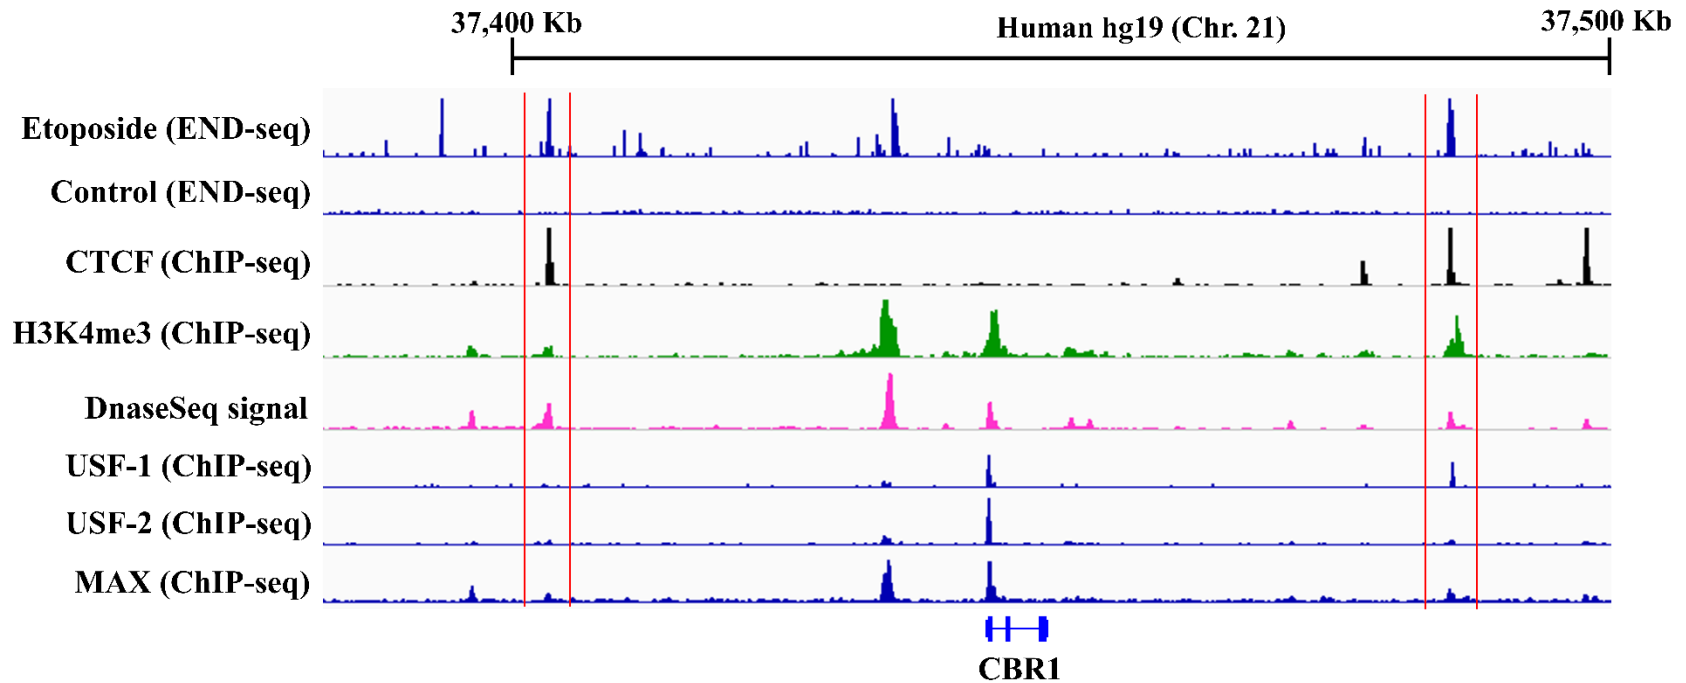 37,400 Kb
Human hg19 (Chr. 21)
37,500 Kb
Etoposide (END-seq)
Control (END-seq)
CTCF (ChIP-seq)
H3K4me3 (ChIP-seq)
DnaseSeq signal
USF-1 (ChIP-seq)
USF-2 (ChIP-seq)
MAX (ChIP-seq)
CBR1